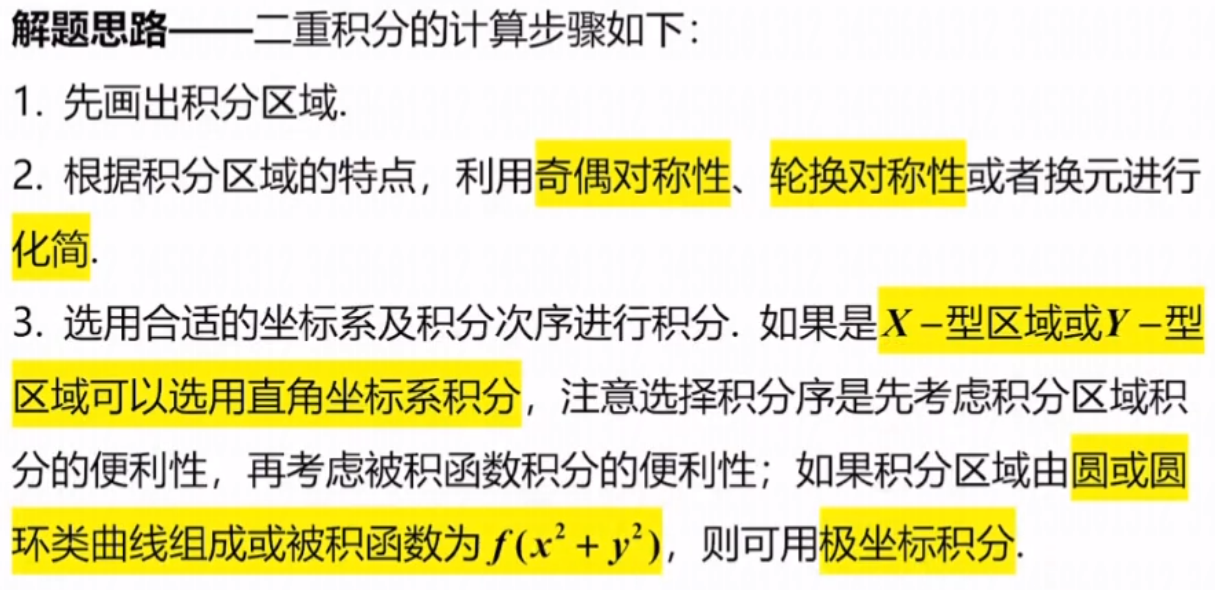 解题思路——二重积分的计算步骤如下：
1. 先画出积分区域.
2. 根据积分区域的特点，利用奇偶对称性、轮换对称性或者换元进行
化简.
3. 选用合适的坐标系及积分次序进行积分. 如果是X－型区域或Y－型
区域可以选用直角坐标系积分，注意选择积分序是先考虑积分区域积
分的便利性，再考虑被积函数积分的便利性；如果积分区域由圆或圆
环类曲线组成或被积函数为f(x²+y²)，则可用极坐标积分.